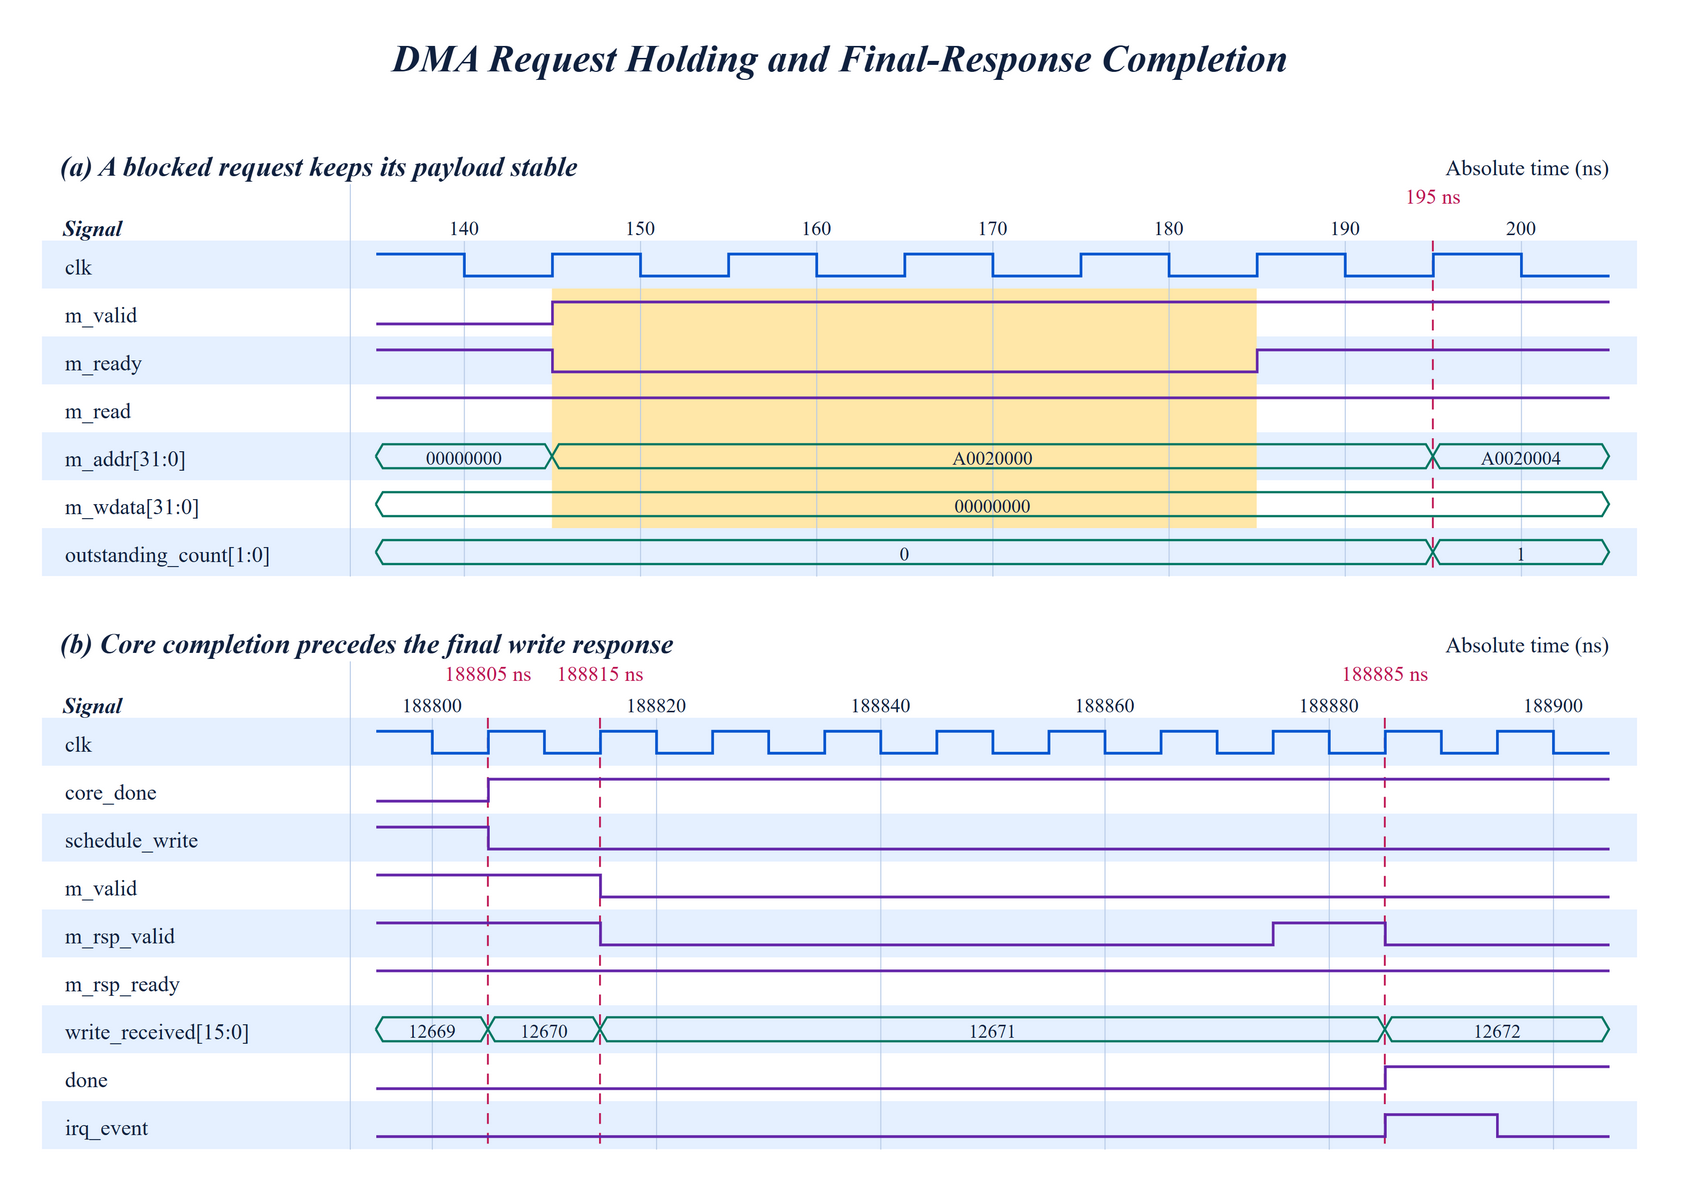 DMA Request Holding and Final-Response Completion
(a) A blocked request keeps its payload stable
Absolute time (ns)
195 ns
Signal 140 150 160 170 180 190 200
clk
m_valid
m_ready
m_read
m_addr[31:0] 00000000 A0020000 A0020004
m_wdata[31:0] 00000000
outstanding_count[1:0] 0 1
(b) Core completion precedes the final write response
Absolute time (ns)
188805 ns 188815 ns 188885 ns
Signal 188800 188820 188840 188860 188880 188900
clk
core_done
schedule_write
m_valid
m_rsp_valid
m_rsp_ready
write_received[15:0] 12669 12670 12671 12672
done
irq_event